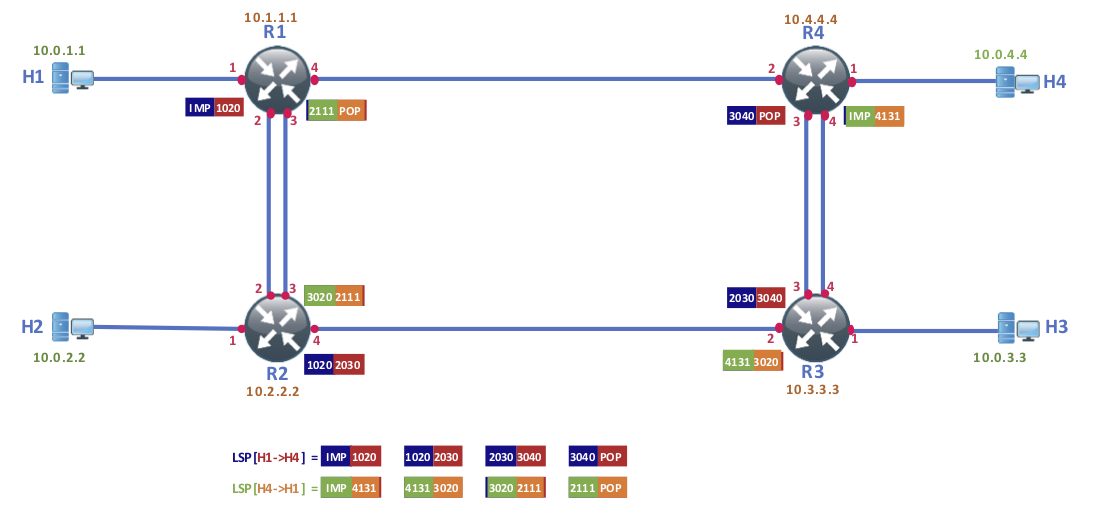 10.1.1.1
R1
10.4.4.4
R4
10.0.1.1
H1
1
4
2
1
10.0.4.4
H4
IMP 1020
2
3
2111 POP
3040 POP
3
4
IMP 4131
2
3
3020 2111
2030 3040
3
4
H2
10.0.2.2
1
4
R2
10.2.2.2
1020 2030
2
1
4131 3020
R3
10.3.3.3
H3
10.0.3.3
LSP[H1->H4] = IMP 1020 1020 2030 2030 3040 3040 POP
LSP[H4->H1] = IMP 4131 4131 3020 3020 2111 2111 POP